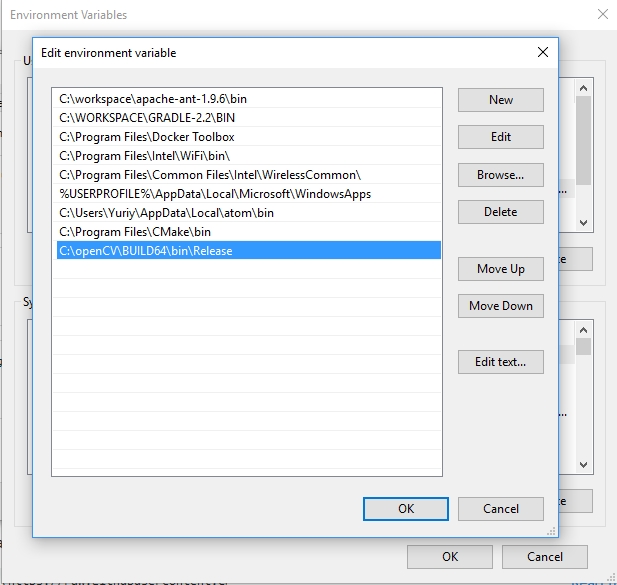 Environment Variables
Edit environment variable
C:\workspace\apache-ant-1.9.6\bin
C:\WORKSPACE\GRADLE-2.2\BIN
C:\Program Files\Docker Toolbox
C:\Program Files\Intel\WiFi\bin\
C:\Program Files\Common Files\Intel\WirelessCommon\
%USERPROFILE%\AppData\Local\Microsoft\WindowsApps
C:\Users\Yuriy\AppData\Local\atom\bin
C:\Program Files\CMake\bin
C:\openCV\BUILD64\bin\Release
New
Edit
Browse...
Delete
Move Up
Move Down
Edit text...
OK
Cancel
OK
Cancel